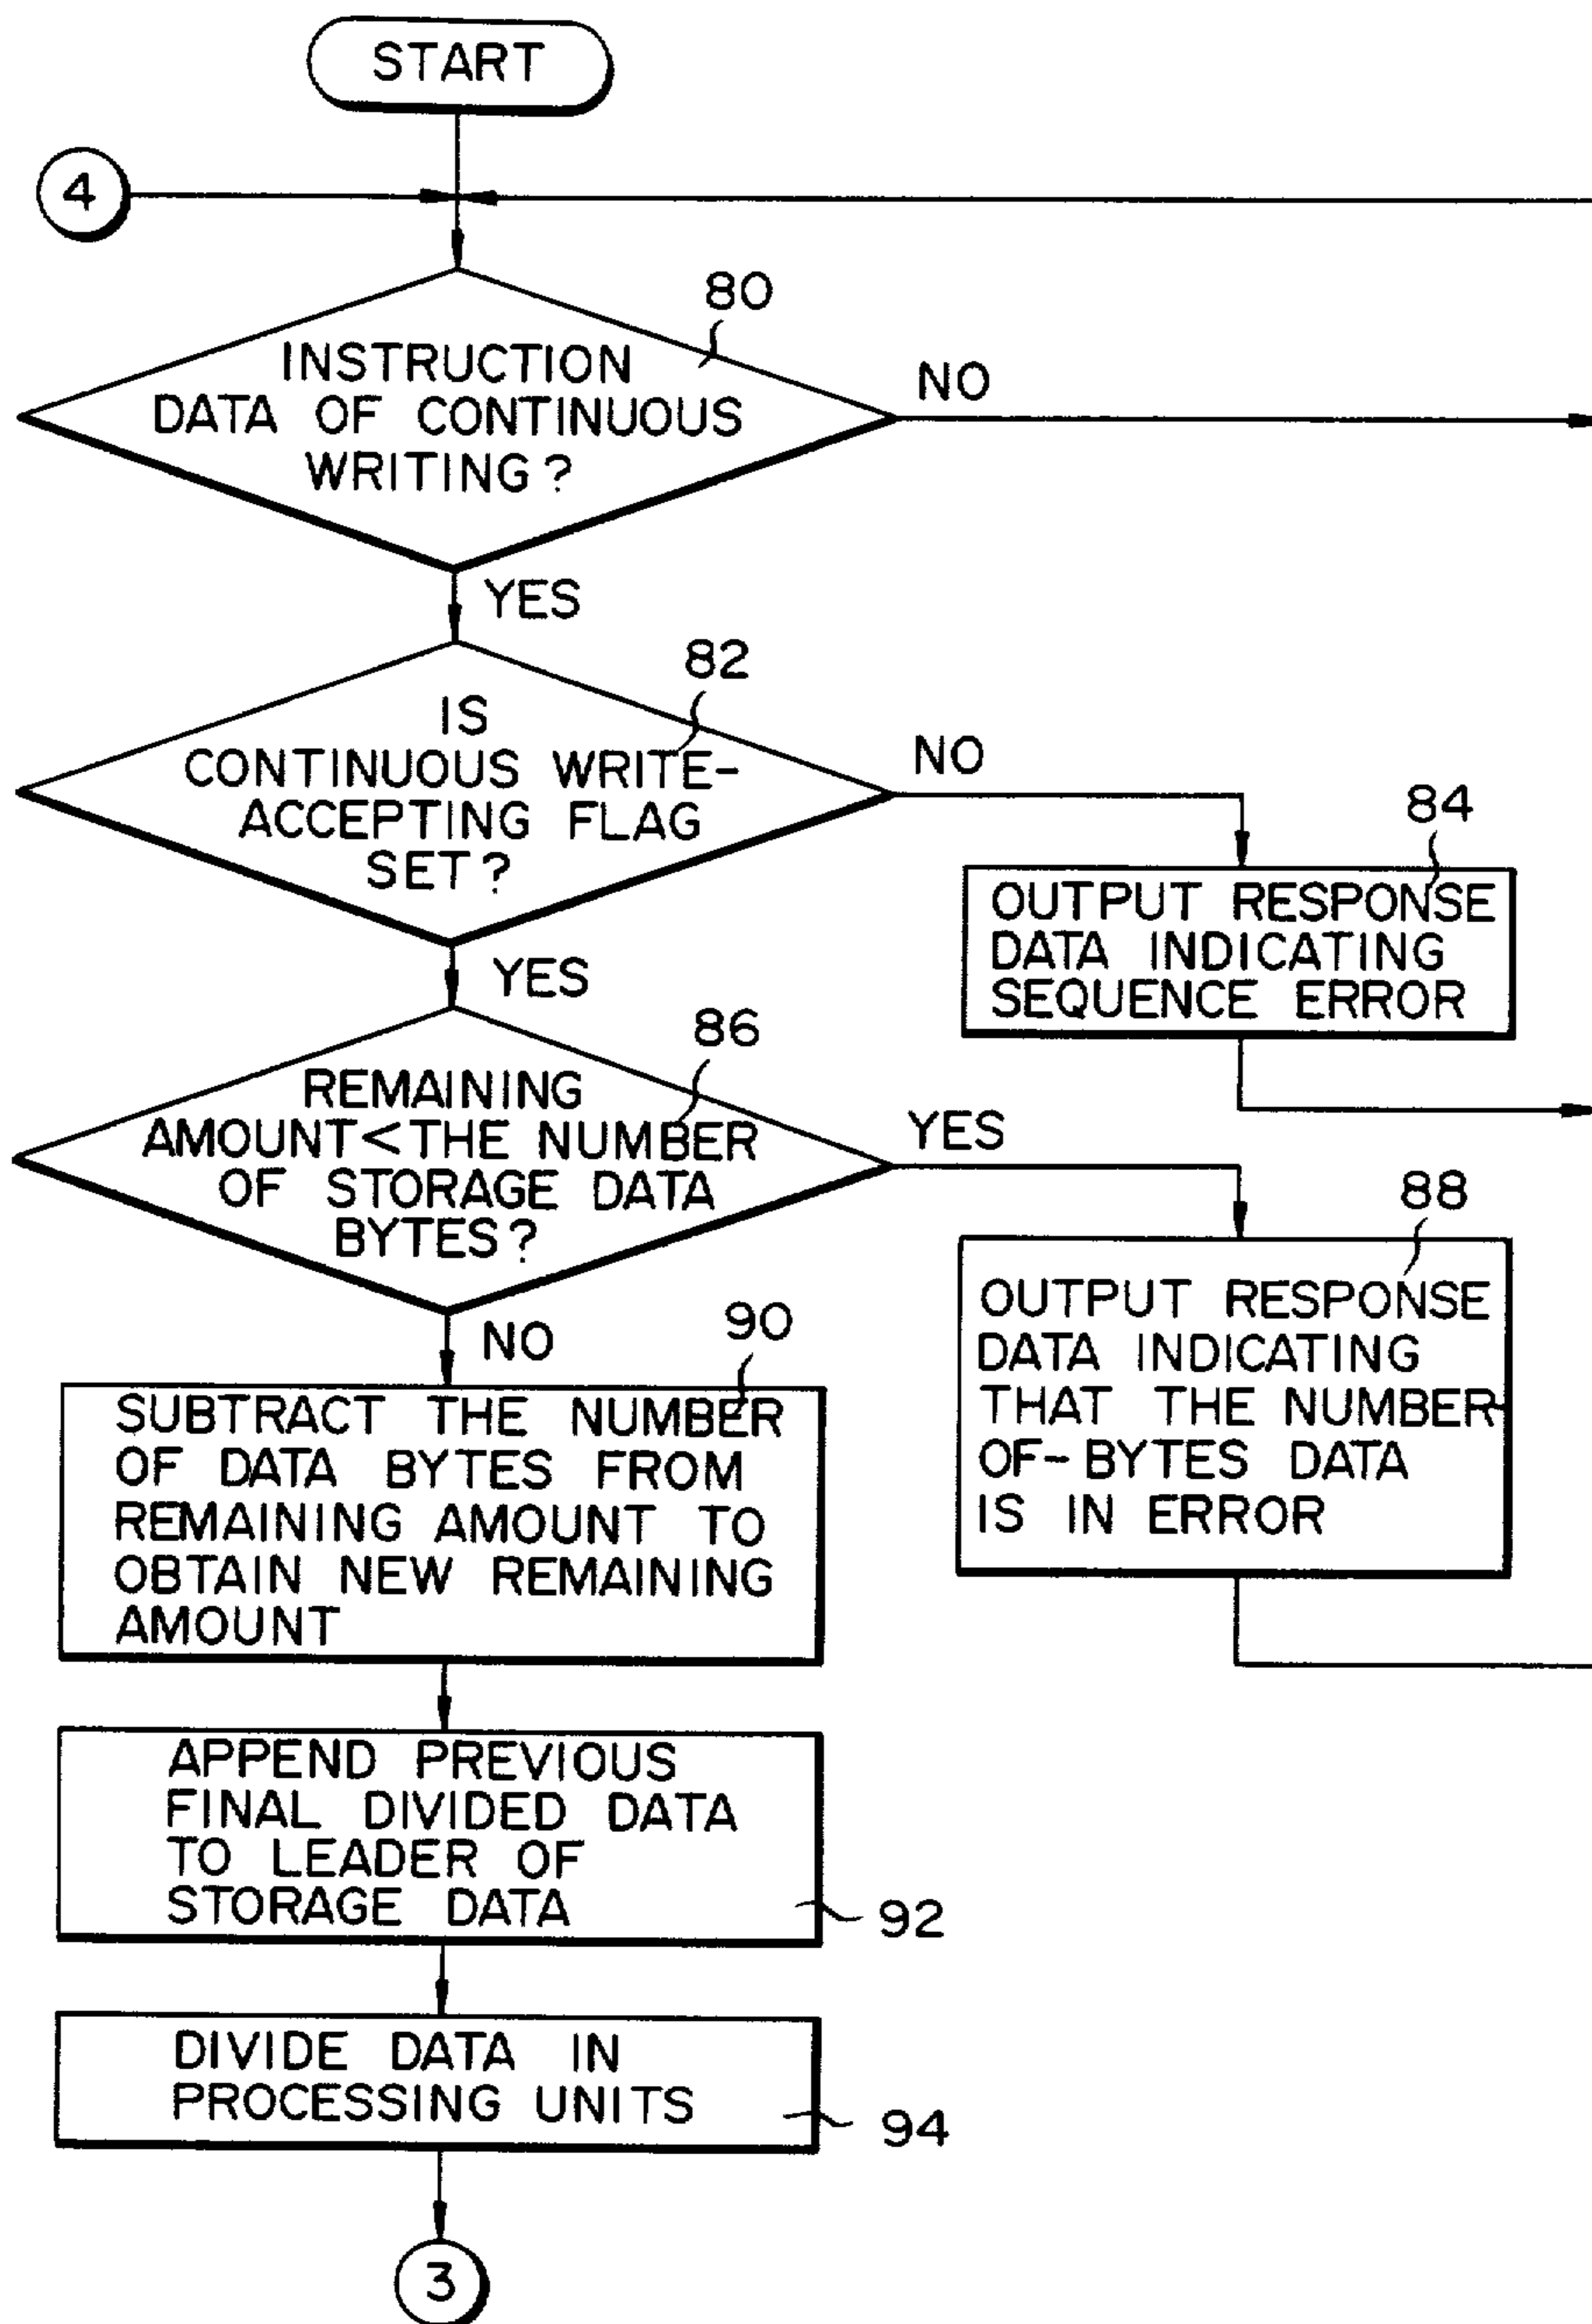 START
4
80
INSTRUCTION
DATA OF CONTINUOUS
WRITING?
NO
YES
82
IS
CONTINUOUS WRITE-
ACCEPTING FLAG
SET?
NO
YES
84
OUTPUT RESPONSE
DATA INDICATING
SEQUENCE ERROR
86
REMAINING
AMOUNT<THE NUMBER
OF STORAGE DATA
BYTES?
YES
NO
88
OUTPUT RESPONSE
DATA INDICATING
THAT THE NUMBER-
OF-BYTES DATA
IS IN ERROR
90
SUBTRACT THE NUMBER
OF DATA BYTES FROM
REMAINING AMOUNT TO
OBTAIN NEW REMAINING
AMOUNT
APPEND PREVIOUS
FINAL DIVIDED DATA
TO LEADER OF
STORAGE DATA
92
DIVIDE DATA IN
PROCESSING UNITS
94
3